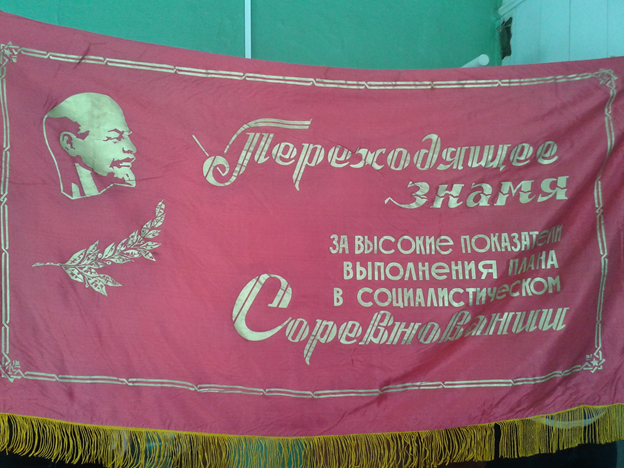 Переходящее
знамя
ЗА ВЫСОКИЕ ПОКАЗАТЕЛИ
ВЫПОЛНЕНИЯ ПЛАНА
В СОЦИАЛИСТИЧЕСКОМ
Соревновании